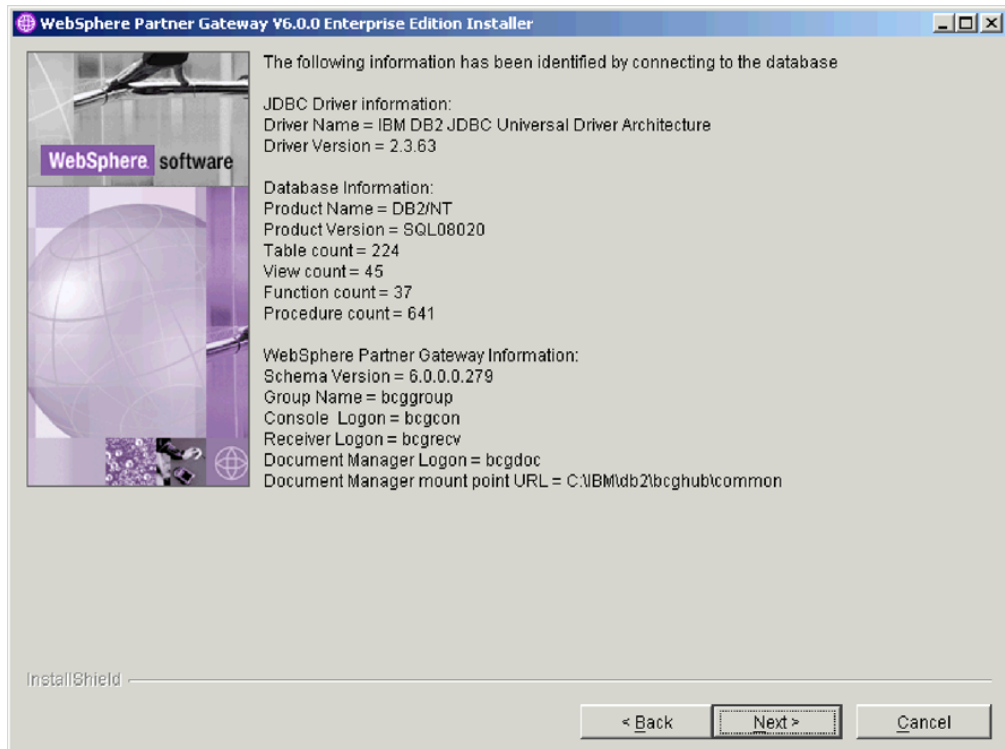 WebSphere Partner Gateway V6.0.0 Enterprise Edition Installer
WebSphere. software
The following information has been identified by connecting to the database
JDBC Driver information:
Driver Name = IBM DB2 JDBC Universal Driver Architecture
Driver Version = 2.3.63
Database Information:
Product Name = DB2/NT
Product Version = SQL08020
Table count = 224
View count = 45
Function count = 37
Procedure count = 641
WebSphere Partner Gateway Information:
Schema Version = 6.0.0.0.279
Group Name = bcggroup
Console Logon = bcgcon
Receiver Logon = bcgrecv
Document Manager Logon = bcgdoc
Document Manager mount point URL = C:\IBM\db2\bcghub\common
InstallShield
< Back
Next >
Cancel